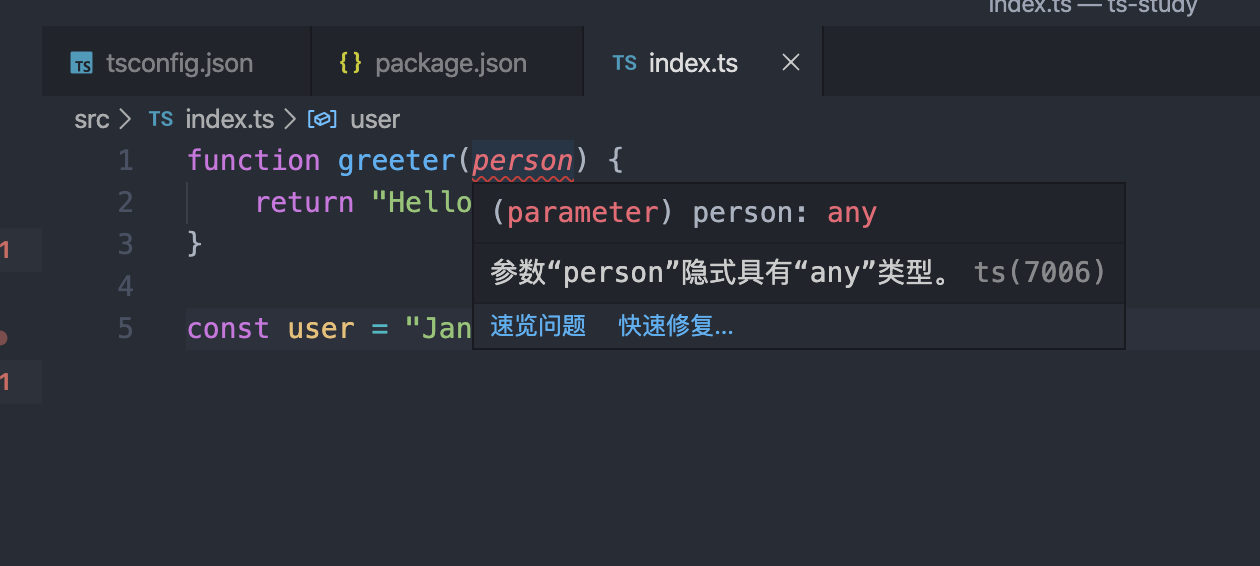 index.ts — ts-study
TS tsconfig.json {} package.json TS index.ts ×
src > TS index.ts > user
1 function greeter(person) {
2 return "Hello
(parameter) person: any
3 }
参数“person”隐式具有“any”类型。 ts(7006)
4
速览问题 快速修复...
5 const user = "Jan
1
1